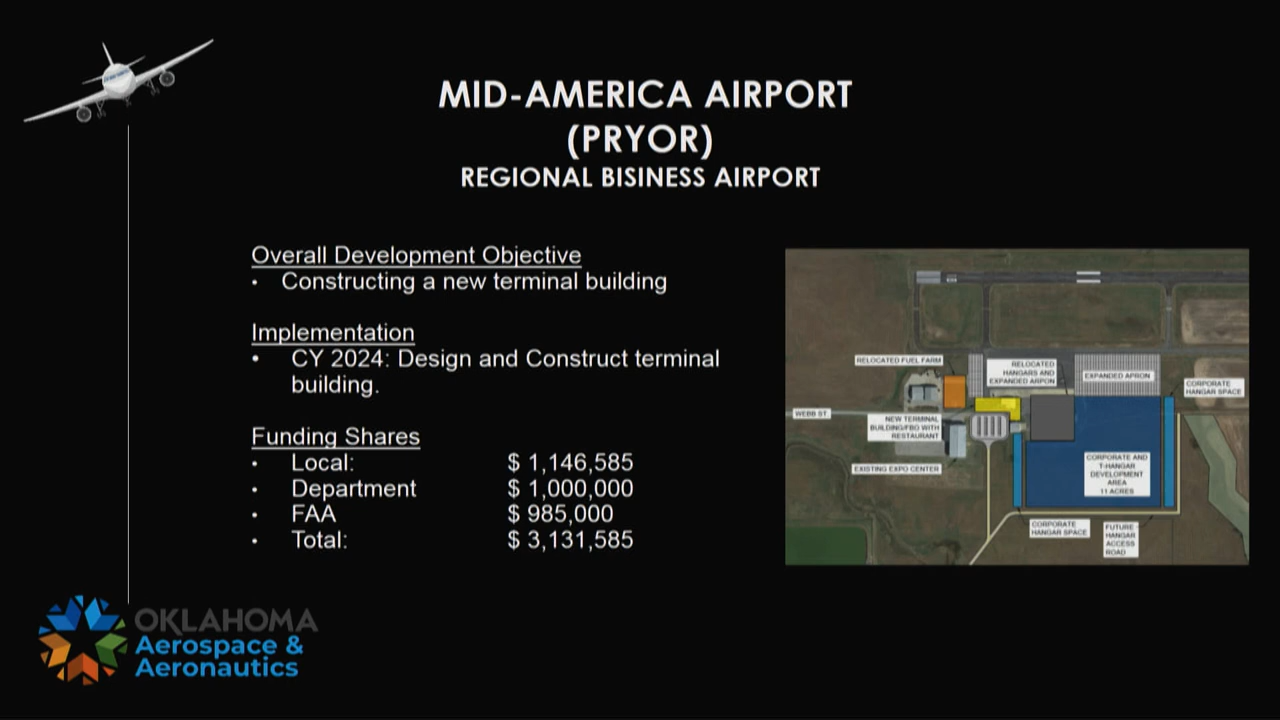 MID-AMERICA AIRPORT
(PRYOR)
REGIONAL BISINESS AIRPORT
Overall Development Objective
• Constructing a new terminal building
Implementation
• CY 2024: Design and Construct terminal
building.
Funding Shares
• Local: $ 1,146,585
• Department $ 1,000,000
• FAA $ 985,000
• Total: $ 3,131,585
RELOCATED FUEL FARM
RELOCATED
HANGARS AND
EXPANDED ARPON
EXPANDED APRON
CORPORATE
HANGAR SPACE
WEBB ST
NEW TERMINAL
BUILDING/FBO WITH
RESTAURANT
EXISTING EXPO CENTER
CORPORATE AND
T-HANGAR
DEVELOPMENT
AREA
11 ACRES
CORPORATE
HANGAR SPACE
FUTURE
HANGAR
ACCESS
ROAD
OKLAHOMA
Aerospace &
Aeronautics